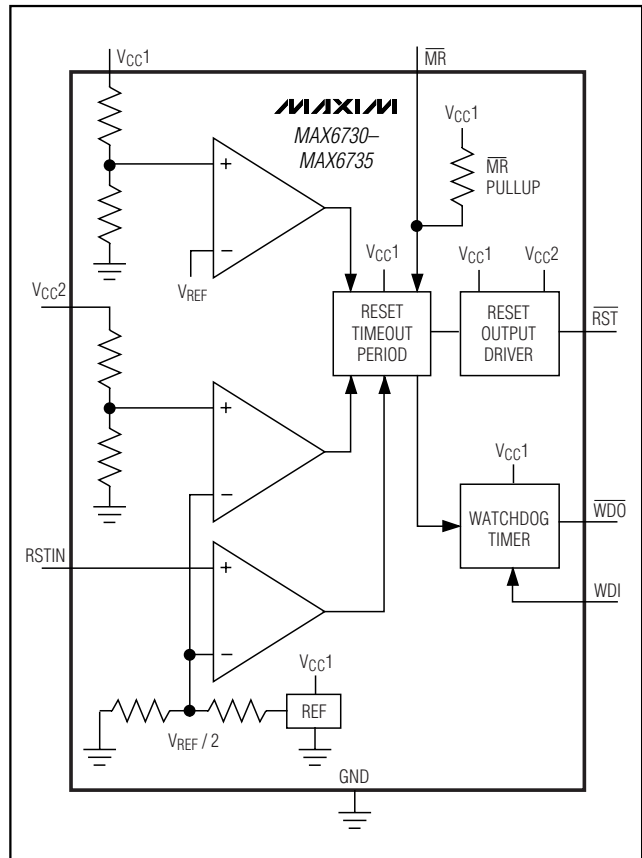 VCC1
MR
MAXIM
MAX6730–
MAX6735
VCC1
MR
PULLUP
+
−
VREF
VCC1
VCC1
VCC2
RESET
TIMEOUT
PERIOD
RESET
OUTPUT
DRIVER
RST
VCC2
+
−
VCC1
WATCHDOG
TIMER
WDO
WDI
RSTIN
+
−
VCC1
REF
VREF / 2
GND